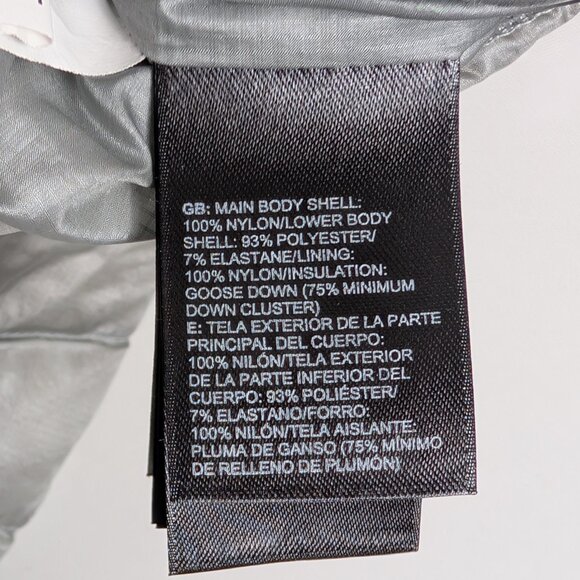 GB: MAIN BODY SHELL:
100% NYLON/LOWER BODY
SHELL: 93% POLYESTER/
7% ELASTANE/LINING:
100% NYLON/INSULATION:
GOOSE DOWN (75% MINIMUM
DOWN CLUSTER)
E: TELA EXTERIOR DE LA PARTE
PRINCIPAL DEL CUERPO:
100% NILÓN/TELA EXTERIOR
DE LA PARTE INFERIOR DEL
CUERPO: 93% POLIÉSTER/
7% ELASTANO/FORRO:
100% NILÓN/TELA AISLANTE:
PLUMA DE GANSO (75% MÍNIMO
DE RELLENO DE PLUMÓN)